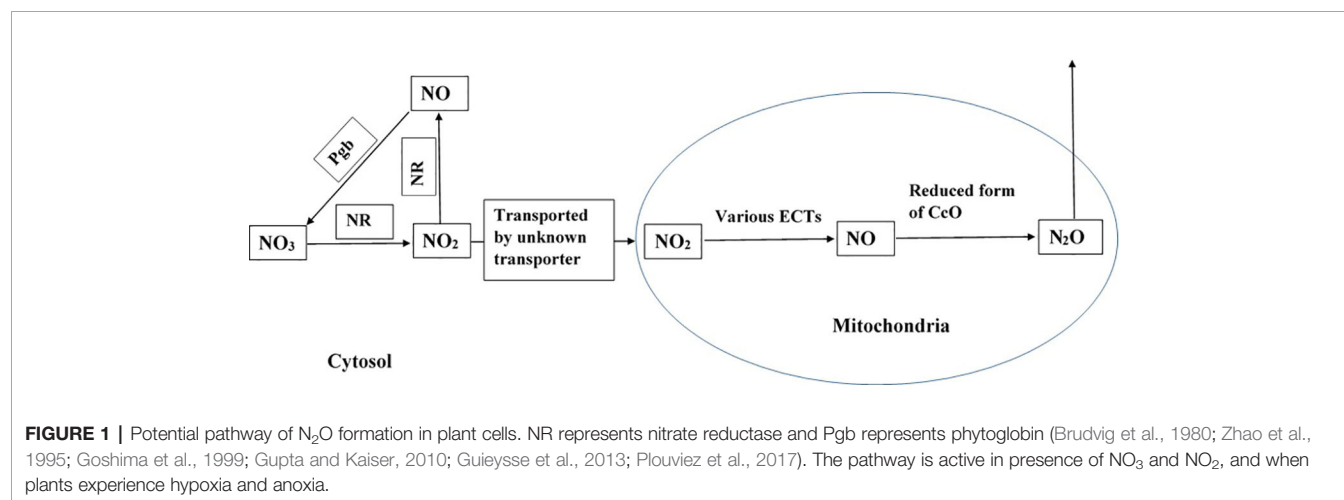 NO
Pgb
NR
NR
NO₃
NO₂
Transported
by unknown
transporter
NO₂
Various ECTs
NO
Reduced form
of CcO
N₂O
Mitochondria
Cytosol
FIGURE 1 | Potential pathway of N₂O formation in plant cells. NR represents nitrate reductase and Pgb represents phytoglobin (Brudvig et al., 1980; Zhao et al.,
1995; Goshima et al., 1999; Gupta and Kaiser, 2010; Guieysse et al., 2013; Plouviez et al., 2017). The pathway is active in presence of NO₃ and NO₂, and when
plants experience hypoxia and anoxia.